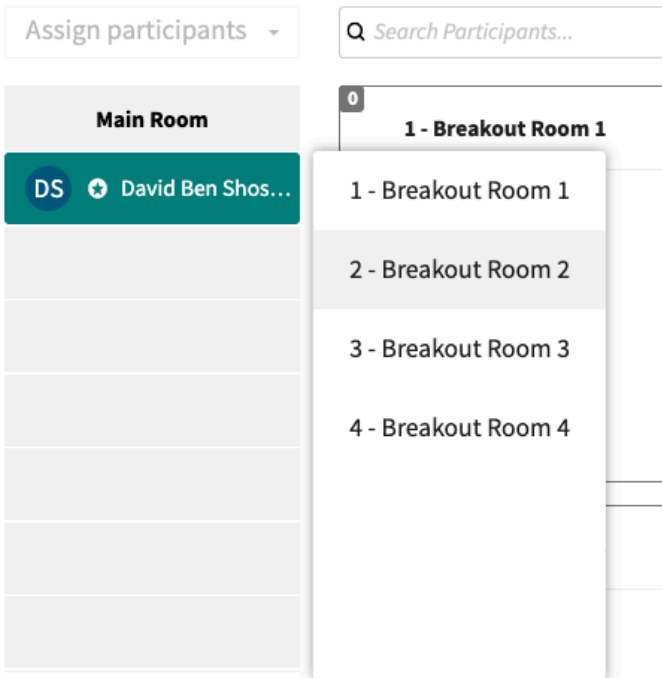 Assign participants
Search Participants...
Main Room
0
1 - Breakout Room 1
DS David Ben Shos...
1 - Breakout Room 1
2 - Breakout Room 2
3 - Breakout Room 3
4 - Breakout Room 4